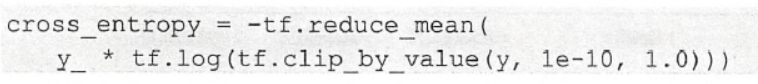 cross_entropy = -tf.reduce_mean(
y_ * tf.log(tf.clip_by_value(y, 1e-10, 1.0)))